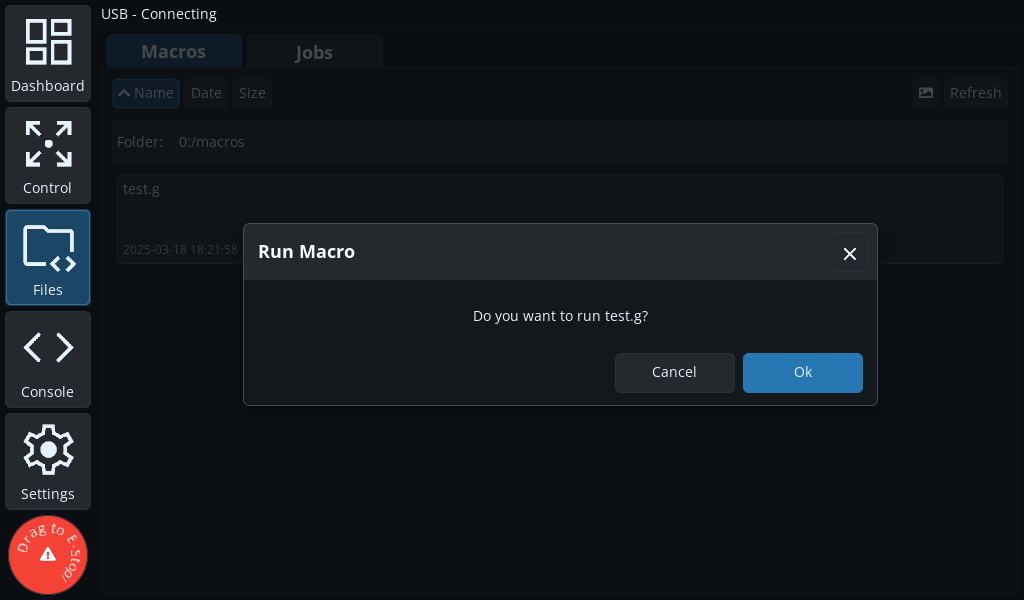 USB - Connecting
Dashboard
Control
Files
Console
Settings
Drag to E-Stop!
Macros
Jobs
Name
Date
Size
Refresh
Folder: 0:/macros
test.g
2025-03-18 18:21:58
Run Macro
Do you want to run test.g?
Cancel
Ok